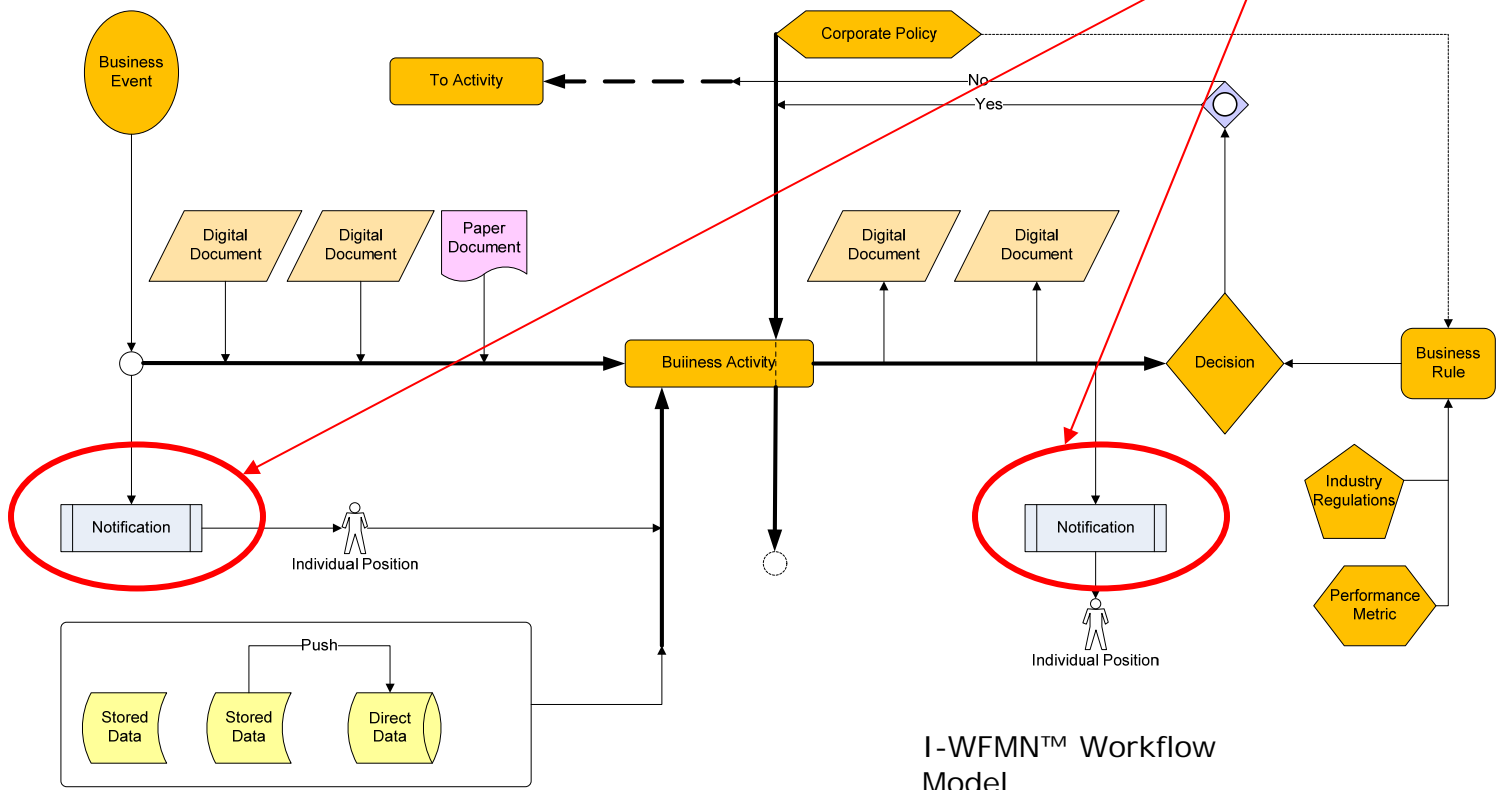 Business
Event
To Activity
Corporate Policy
No
Yes
Digital
Document
Digital
Document
Paper
Document
Digital
Document
Digital
Document
Buiiness Activity
Decision
Business
Rule
Notification
Individual Position
Notification
Individual Position
Industry
Regulations
Performance
Metric
Push
Stored
Data
Stored
Data
Direct
Data
I-WFMN™ Workflow
Model